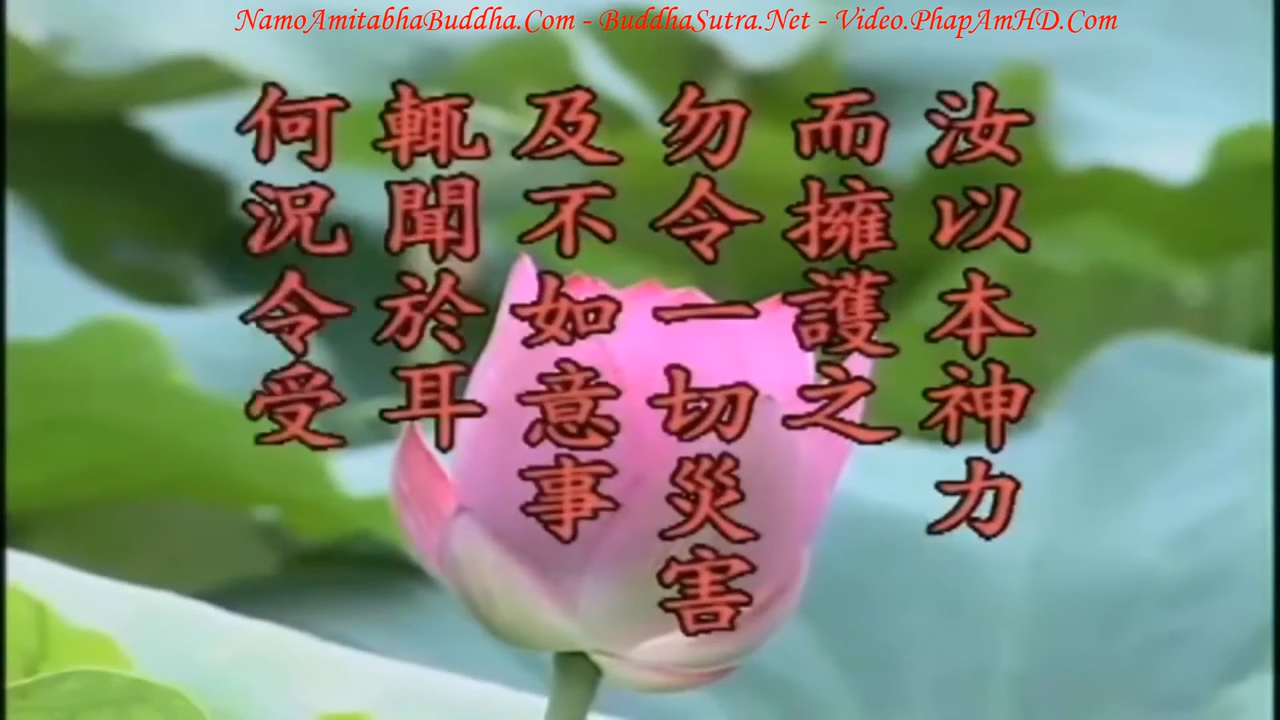 NamoAmitabhaBuddha.Com - BuddhaSutra.Net - Video.PhapAmHD.Com
汝以本神力
而擁護之
勿令一切災害
及不如意事
輒聞於耳
何況令受